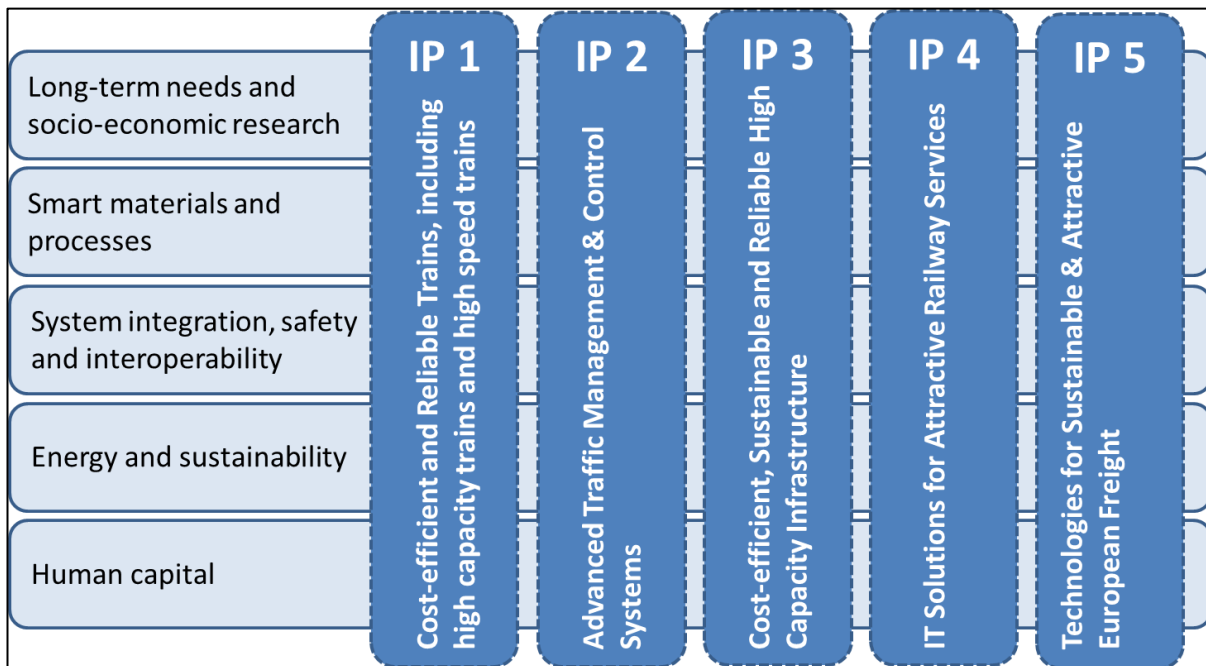 Long-term needs and
socio-economic research
Smart materials and
processes
System integration, safety
and interoperability
Energy and sustainability
Human capital
IP 1
Cost-efficient and Reliable Trains, including
high capacity trains and high speed trains
IP 2
Advanced Traffic Management & Control
Systems
IP 3
Cost-efficient, Sustainable and Reliable High
Capacity Infrastructure
IP 4
IT Solutions for Attractive Railway Services
IP 5
Technologies for Sustainable & Attractive
European Freight